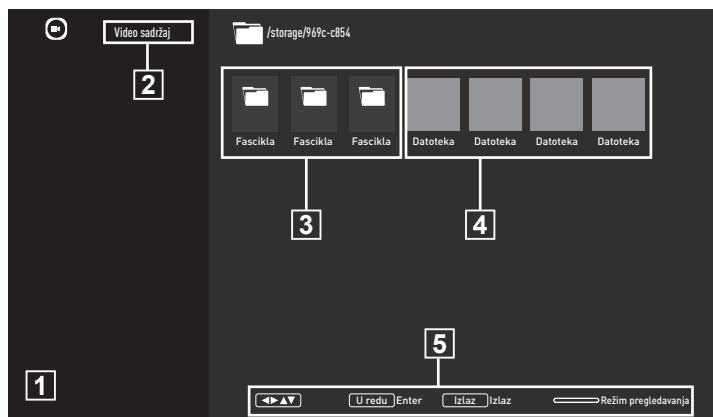 Video sadržaj
/storage/969c-c854
2
Fascikla Fascikla Fascikla Datoteka Datoteka Datoteka Datoteka
3 4
5
1
◄►▲▼ U redu Enter Izlaz Izlaz Režim pregledavanja